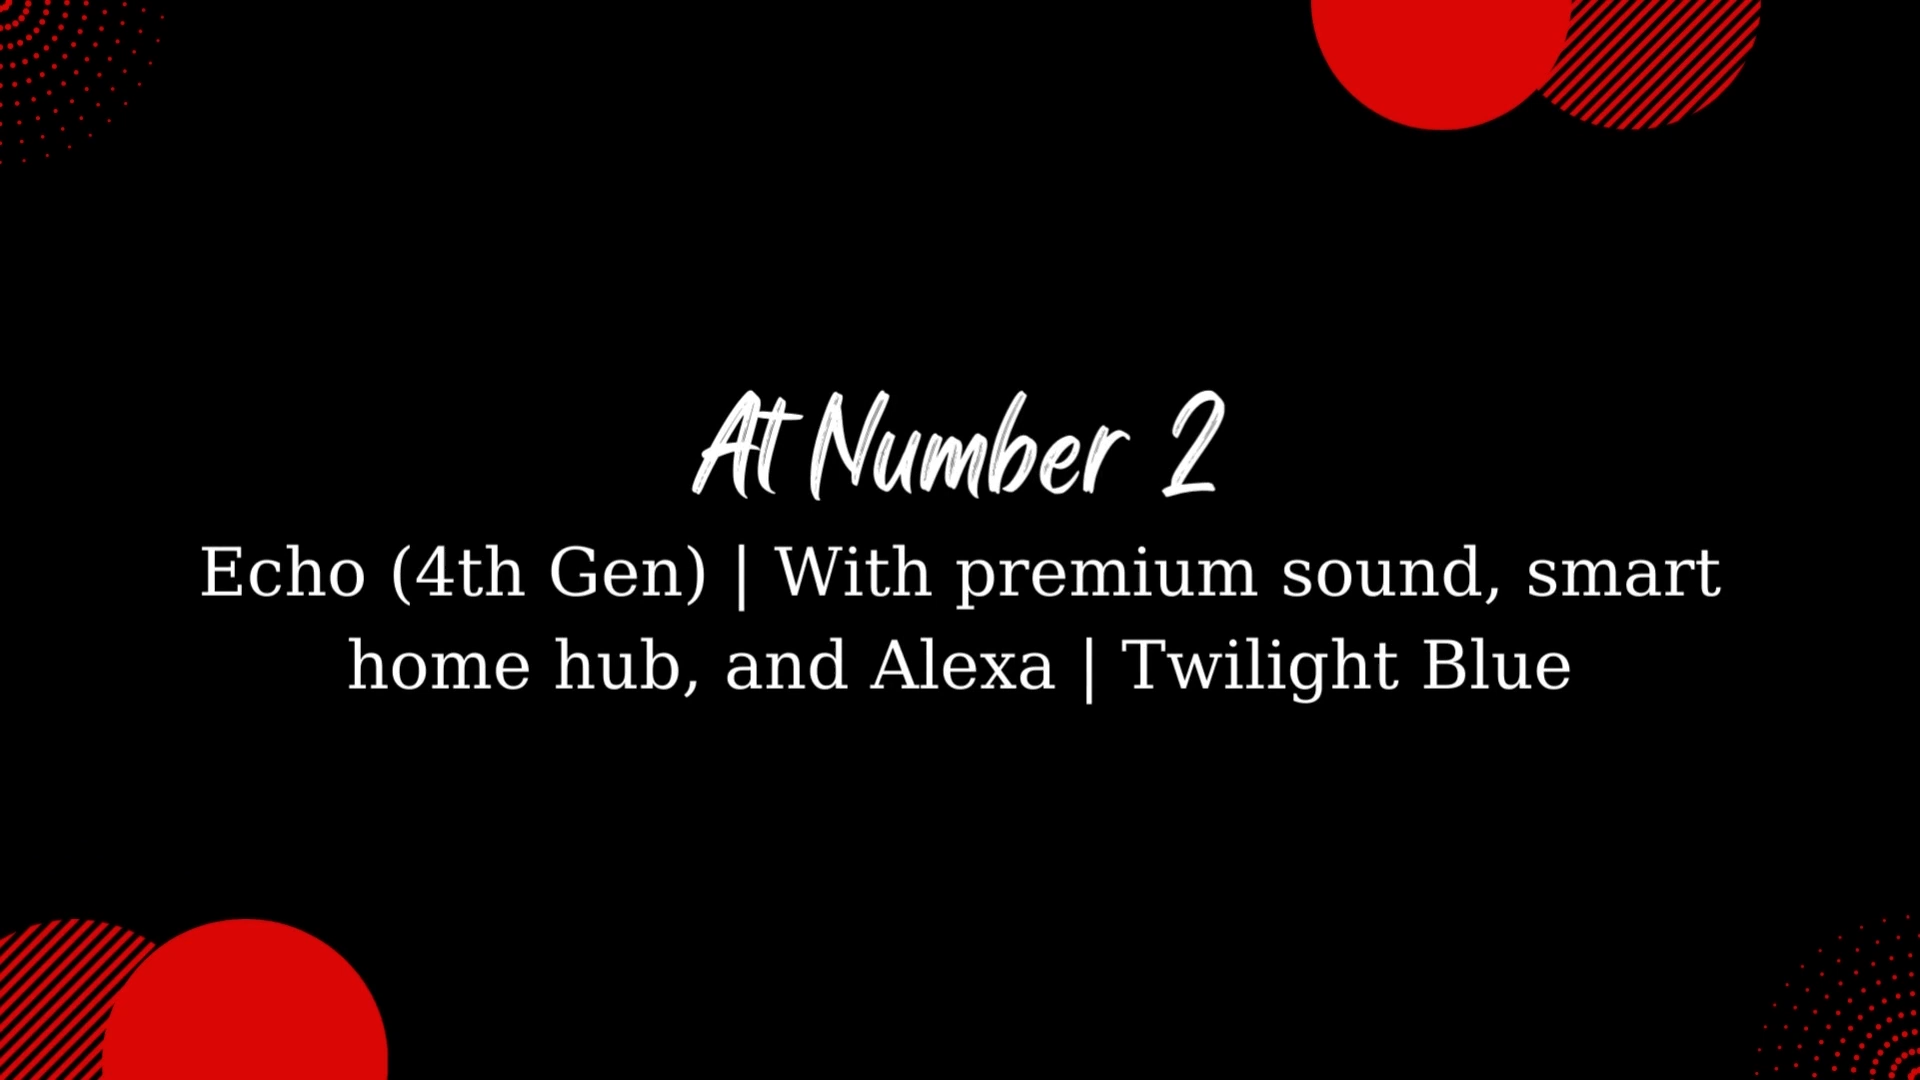 At Number 2
Echo (4th Gen) | With premium sound, smart
home hub, and Alexa | Twilight Blue